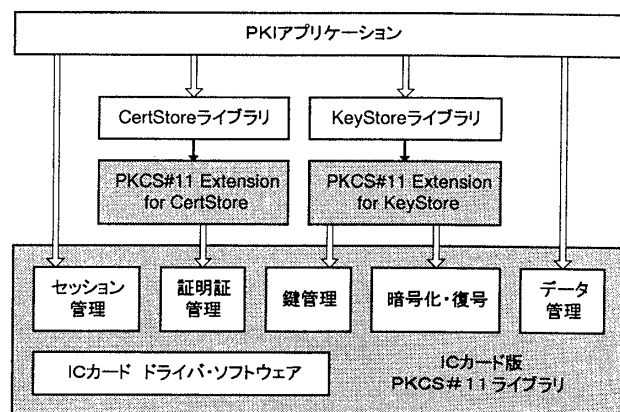 PKIアプリケーション
CertStoreライブラリ
KeyStoreライブラリ
PKCS#11 Extension
for CertStore
PKCS#11 Extension
for KeyStore
セッション
管理
証明証
管理
鍵管理
暗号化・復号
データ
管理
ICカード ドライバ・ソフトウェア
ICカード版
PKCS#11ライブラリ